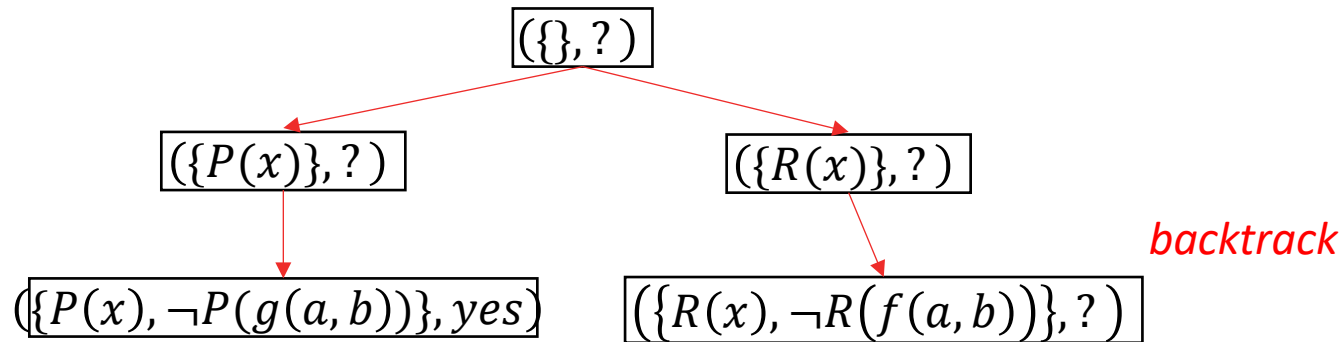 ({}, ? )
({P(x)}, ? )
({R(x)}, ? )
backtrack
({P(x), ¬P(g(a, b))}, yes)
({R(x), ¬R(f(a, b))}, ? )